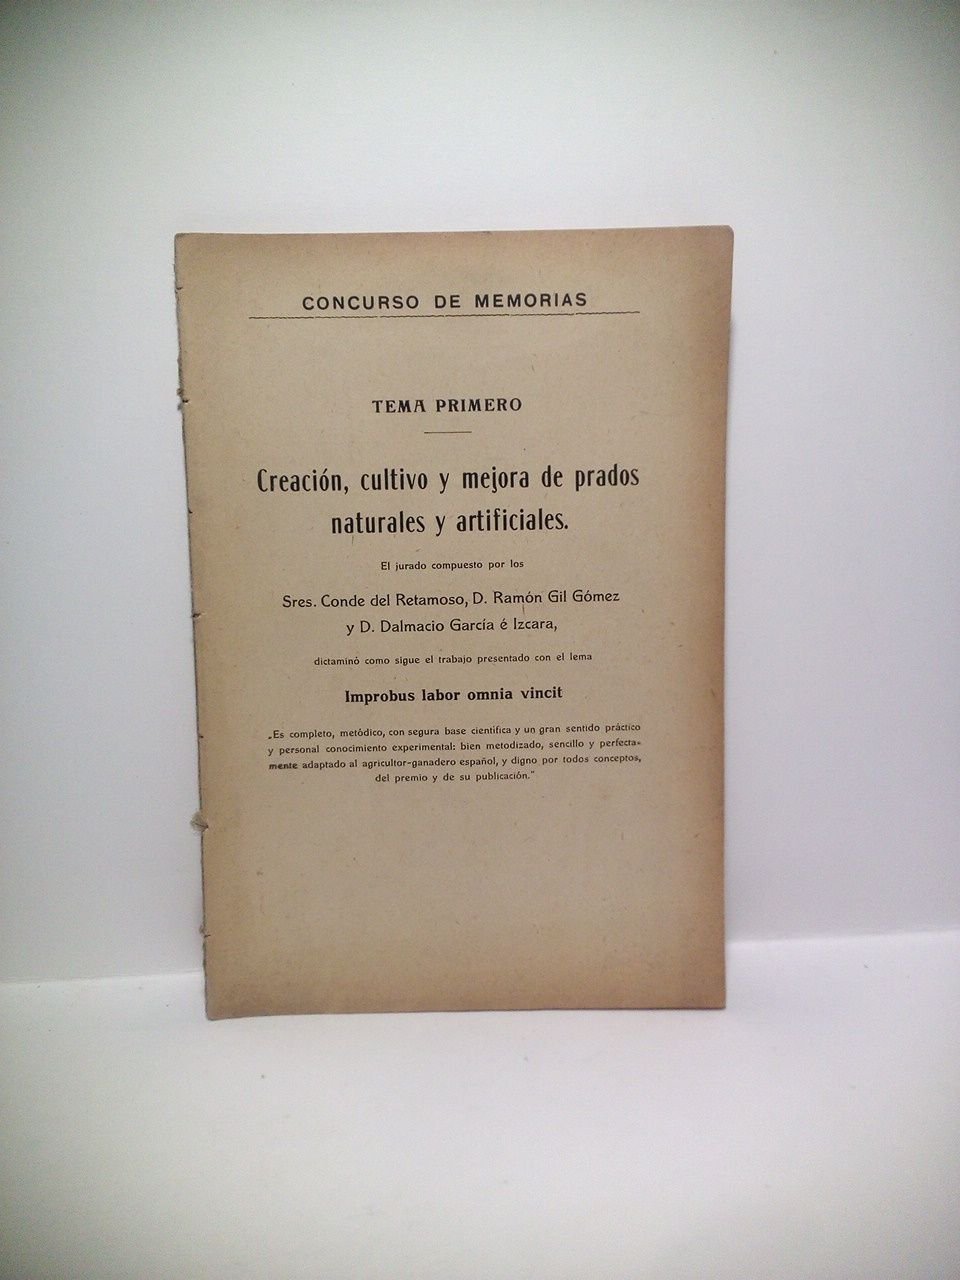 CONCURSO DE MEMORIAS
TEMA PRIMERO
Creación, cultivo y mejora de prados
naturales y artificiales.
El jurado compuesto por los
Sres. Conde del Retamoso, D. Ramón Gil Gómez
y D. Dalmacio García é Izcara,
dictaminó como sigue el trabajo presentado con el lema
Improbus labor omnia vincit
„Es completo, metódico, con segura base científica y un gran sentido práctico
y personal conocimiento experimental: bien metodizado, sencillo y perfecta-
mente adaptado al agricultor-ganadero español, y digno por todos conceptos,
del premio y de su publicación.“